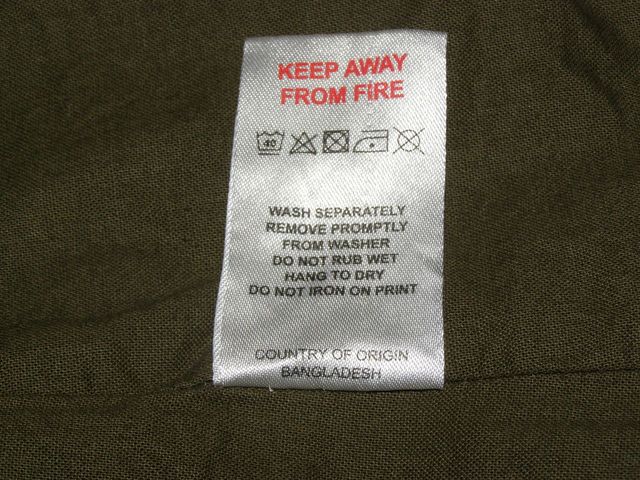 KEEP AWAY
FROM FIRE
40
WASH SEPARATELY
REMOVE PROMPTLY
FROM WASHER
DO NOT RUB WET
HANG TO DRY
DO NOT IRON ON PRINT
COUNTRY OF ORIGIN
BANGLADESH